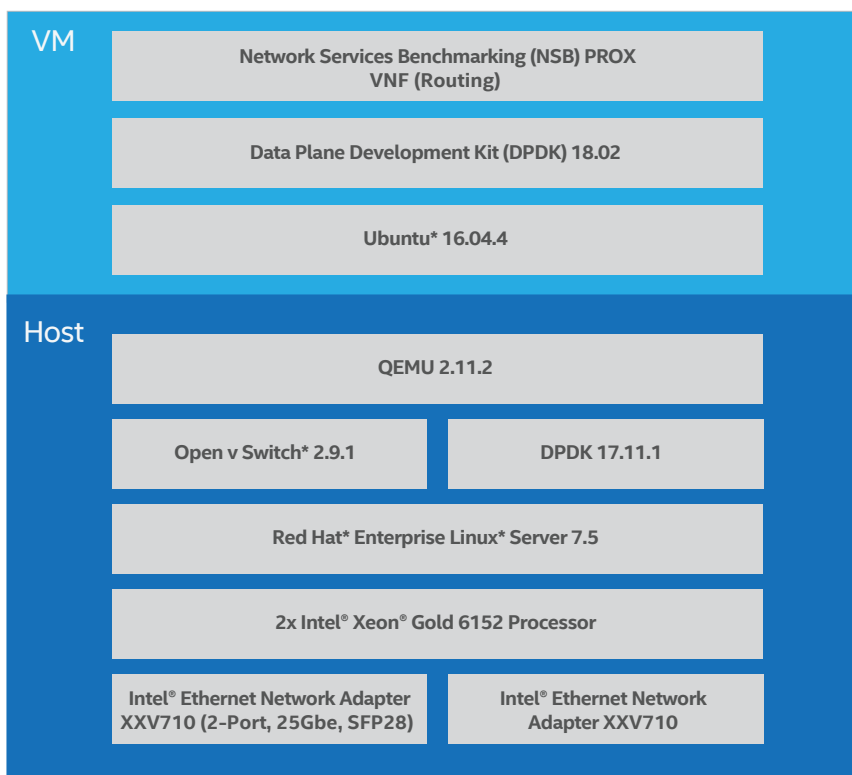 VM
Network Services Benchmarking (NSB) PROX
VNF (Routing)
Data Plane Development Kit (DPDK) 18.02
Ubuntu* 16.04.4
Host
QEMU 2.11.2
Open v Switch* 2.9.1
DPDK 17.11.1
Red Hat* Enterprise Linux* Server 7.5
2x Intel® Xeon® Gold 6152 Processor
Intel® Ethernet Network Adapter
XXV710 (2-Port, 25Gbe, SFP28)
Intel® Ethernet Network
Adapter XXV710